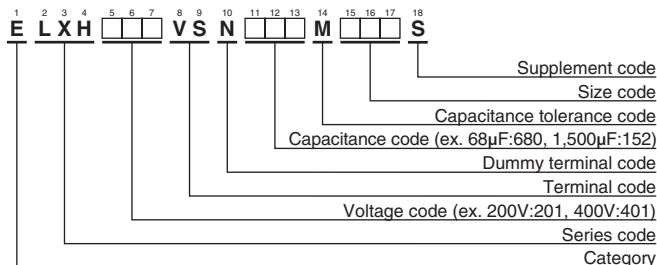 1 2 3 4 5 6 7 8 9 10 11 12 13 14 15 16 17 18
E L X H □□□ V S N □□□ M □□□ S
Supplement code
Size code
Capacitance tolerance code
Capacitance code (ex. 68µF:680, 1,500µF:152)
Dummy terminal code
Terminal code
Voltage code (ex. 200V:201, 400V:401)
Series code
Category